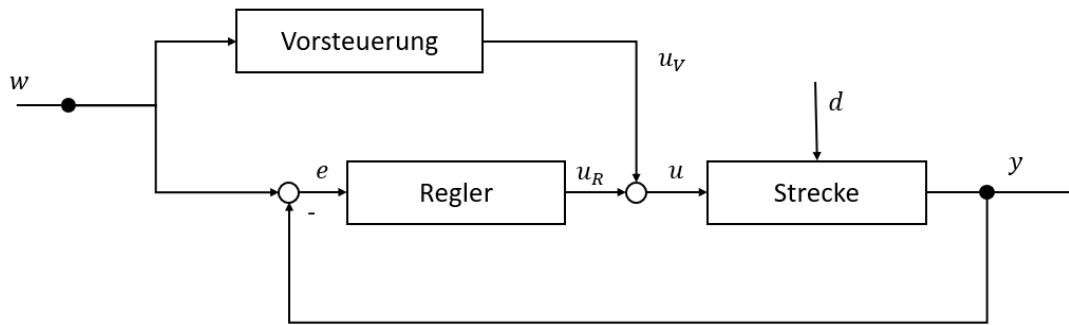 Vorsteuerung
w
u_V
d
e
Regler
u_R
u
Strecke
y
-